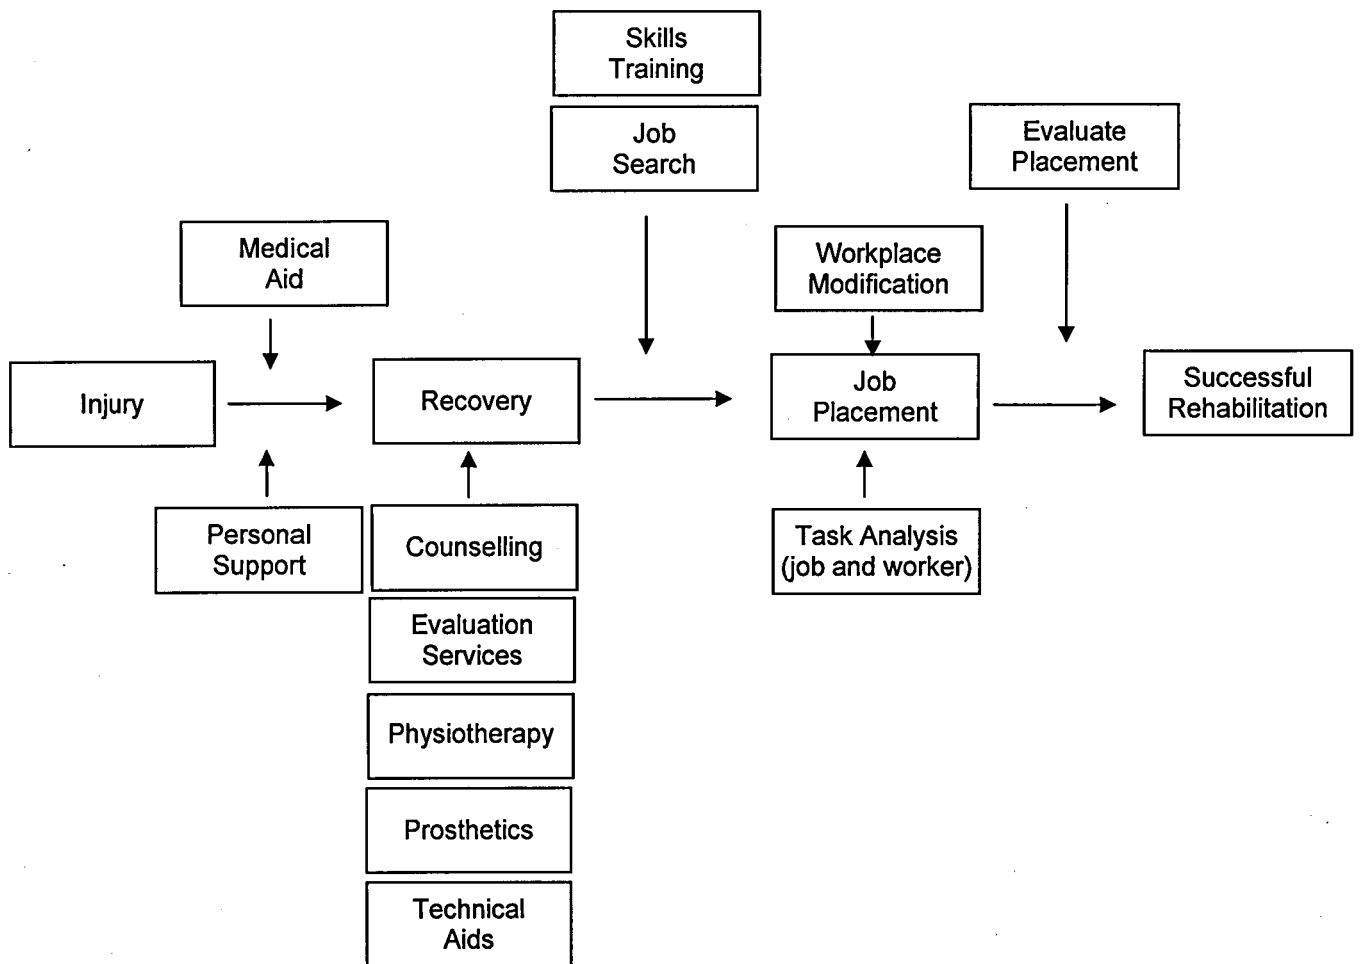 Skills
Training
Job
Search
Evaluate
Placement
Medical
Aid
Workplace
Modification
Injury
Recovery
Job
Placement
Successful
Rehabilitation
Personal
Support
Counselling
Task Analysis
(job and worker)
Evaluation
Services
Physiotherapy
Prosthetics
Technical
Aids